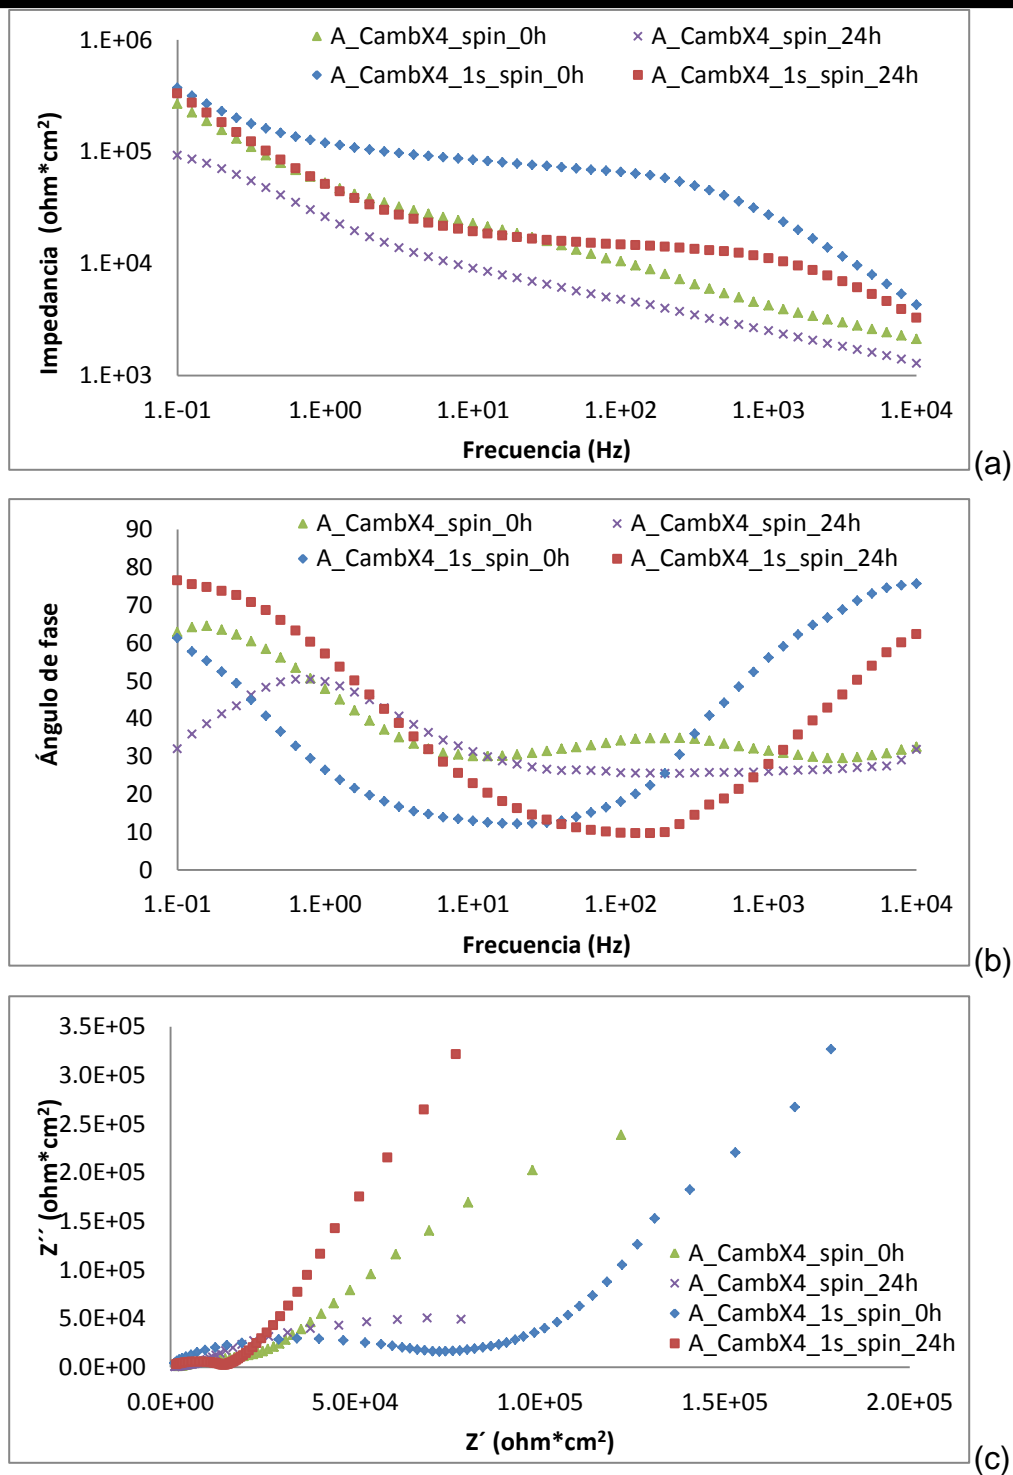 A_CambX4_spin_0h
A_CambX4_spin_24h
A_CambX4_1s_spin_0h
A_CambX4_1s_spin_24h
1.E+06
1.E+05
1.E+04
1.E+03
Impedancia (ohm*cm²)
1.E-01 1.E+00 1.E+01 1.E+02 1.E+03 1.E+04
Frecuencia (Hz)
(a)
A_CambX4_spin_0h
A_CambX4_spin_24h
A_CambX4_1s_spin_0h
A_CambX4_1s_spin_24h
90
80
70
60
50
40
30
20
10
0
Ángulo de fase
1.E-01 1.E+00 1.E+01 1.E+02 1.E+03 1.E+04
Frecuencia (Hz)
(b)
3.5E+05
3.0E+05
2.5E+05
2.0E+05
1.5E+05
1.0E+05
5.0E+04
0.0E+00
Z´´ (ohm*cm²)
A_CambX4_spin_0h
A_CambX4_spin_24h
A_CambX4_1s_spin_0h
A_CambX4_1s_spin_24h
0.0E+00 5.0E+04 1.0E+05 1.5E+05 2.0E+05
Z´ (ohm*cm²)
(c)